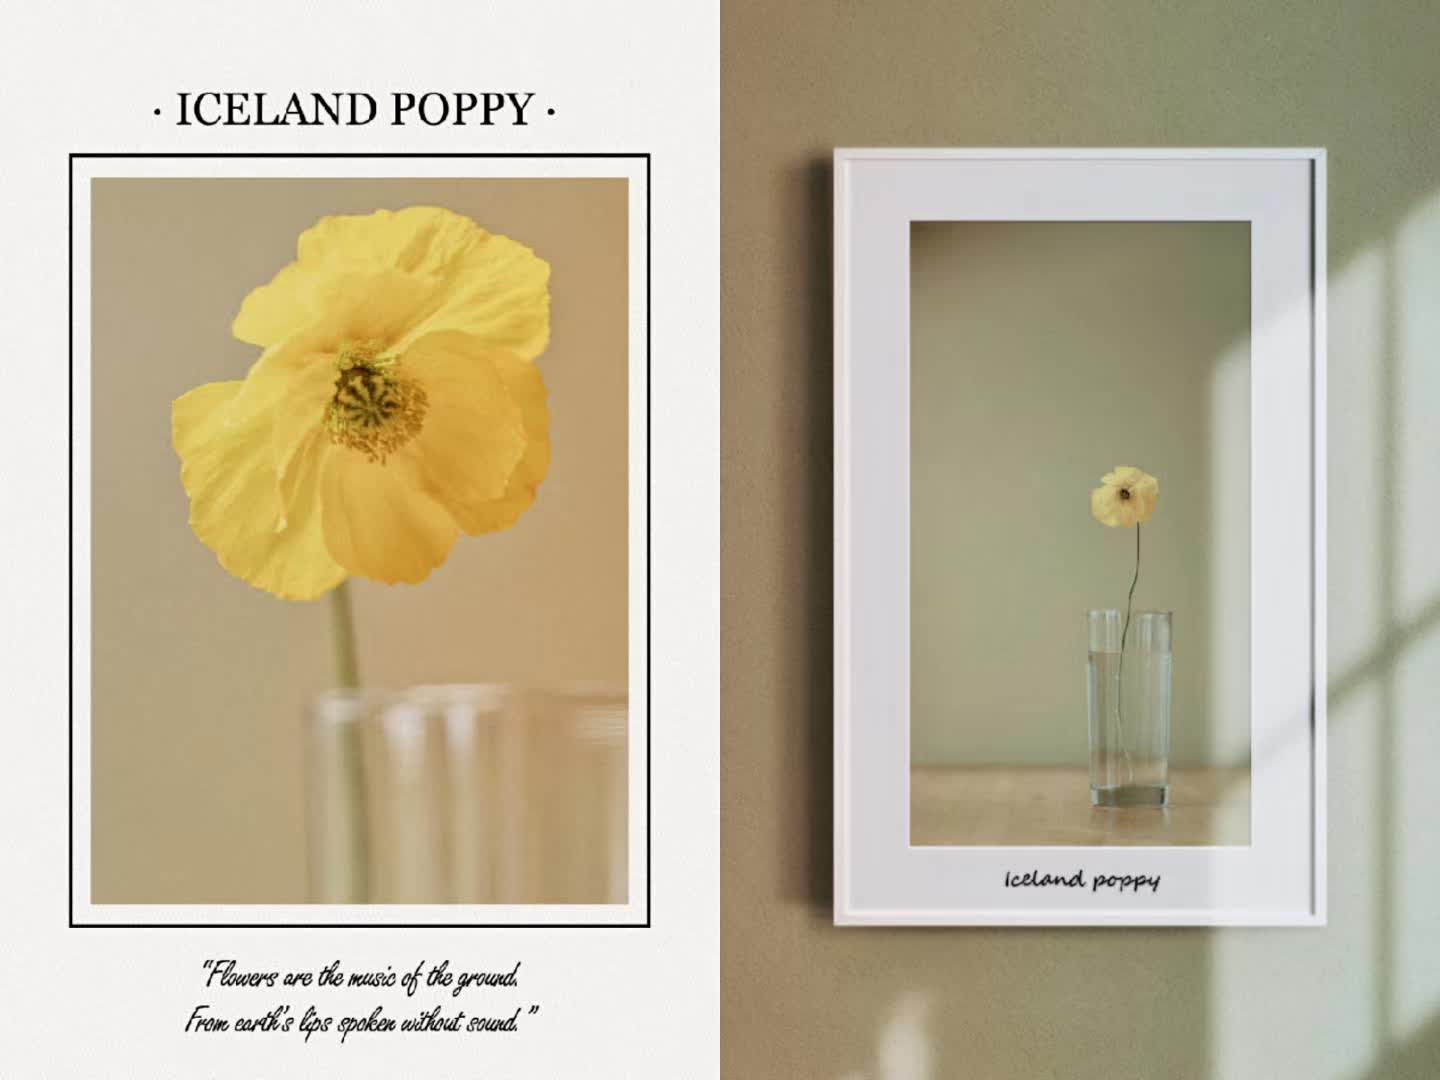 · ICELAND POPPY ·
“Flowers are the music of the ground.
From earth's lips spoken without sound.”
Iceland poppy